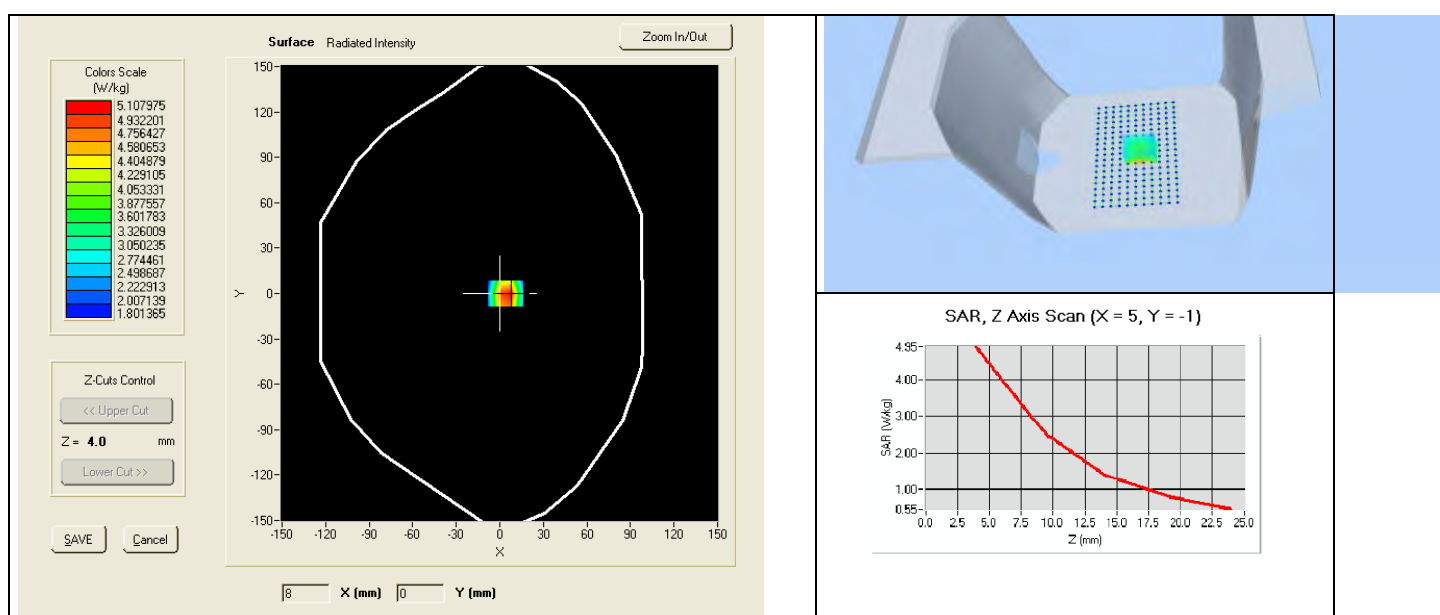 Surface Radiated Intensity
Zoom In/Out
Colors Scale
(W/kg)
5.107975
4.932201
4.756427
4.580653
4.404879
4.229105
4.053331
3.877557
3.601783
3.326009
3.050235
2.774461
2.498687
2.222913
2.007139
1.801365
Z-Cuts Control
<< Upper Cut
Z = 4.0 mm
Lower Cut >>
SAVE Cancel
150
120
90
60
30
0
-30
-60
-90
-120
-150
Y
-150 -120 -90 -60 -30 0 30 60 90 120 150
X
8 X (mm) 0 Y (mm)
SAR, Z Axis Scan (X = 5, Y = -1)
4.95
4.00
3.00
2.00
1.00
0.55
SAR (W/kg)
0.0 2.5 5.0 7.5 10.0 12.5 15.0 17.5 20.0 22.5 25.0
Z (mm)